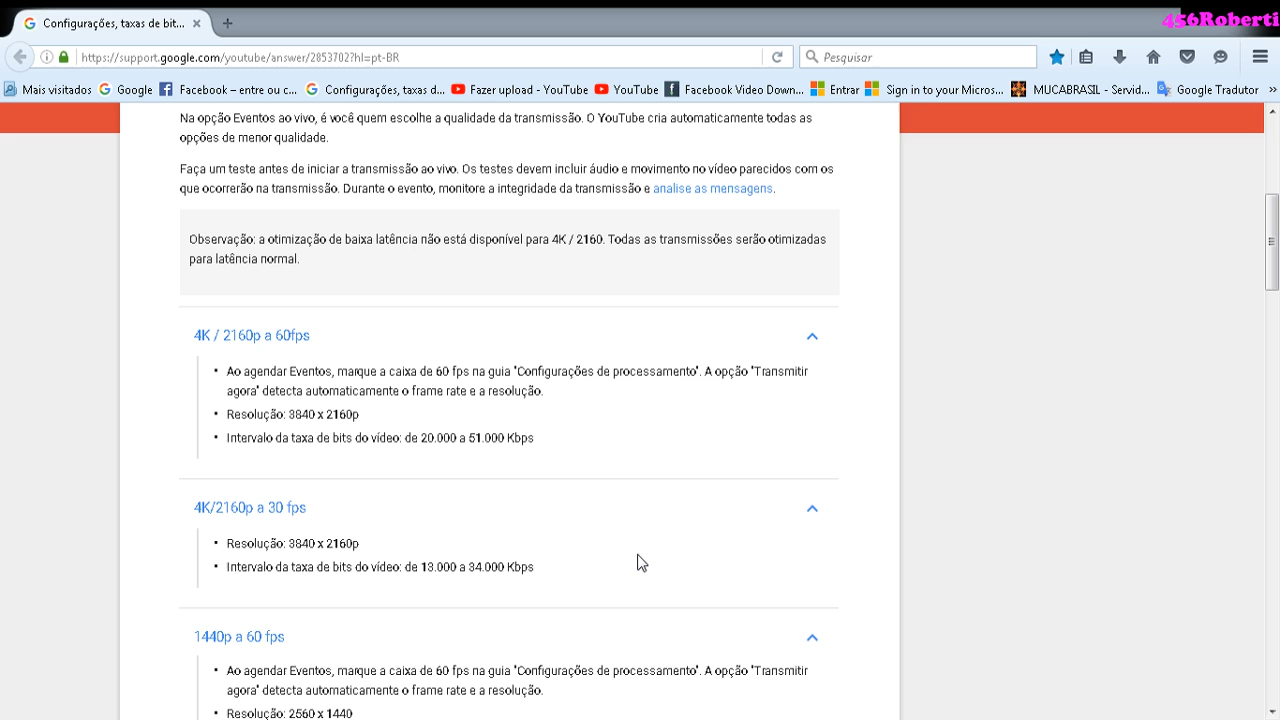 456Roberti
Configurações, taxas de bit...
https://support.google.com/youtube/answer/2853702?hl=pt-BR
Pesquisar
Mais visitados
Google
Facebook – entre ou c...
Configurações, taxas d...
Fazer upload - YouTube
YouTube
Facebook Video Down...
Entrar
Sign in to your Micros...
MUCABRASIL - Servid...
Google Tradutor
Na opção Eventos ao vivo, é você quem escolhe a qualidade da transmissão. O YouTube cria automaticamente todas as
opções de menor qualidade.
Faça um teste antes de iniciar a transmissão ao vivo. Os testes devem incluir áudio e movimento no vídeo parecidos com os
que ocorrerão na transmissão. Durante o evento, monitore a integridade da transmissão e analise as mensagens.
Observação: a otimização de baixa latência não está disponível para 4K / 2160. Todas as transmissões serão otimizadas
para latência normal.
4K / 2160p a 60fps
• Ao agendar Eventos, marque a caixa de 60 fps na guia "Configurações de processamento". A opção "Transmitir
agora" detecta automaticamente o frame rate e a resolução.
• Resolução: 3840 x 2160p
• Intervalo da taxa de bits do vídeo: de 20.000 a 51.000 Kbps
4K/2160p a 30 fps
• Resolução: 3840 x 2160p
• Intervalo da taxa de bits do vídeo: de 13.000 a 34.000 Kbps
1440p a 60 fps
• Ao agendar Eventos, marque a caixa de 60 fps na guia "Configurações de processamento". A opção "Transmitir
agora" detecta automaticamente o frame rate e a resolução.
• Resolução: 2560 x 1440